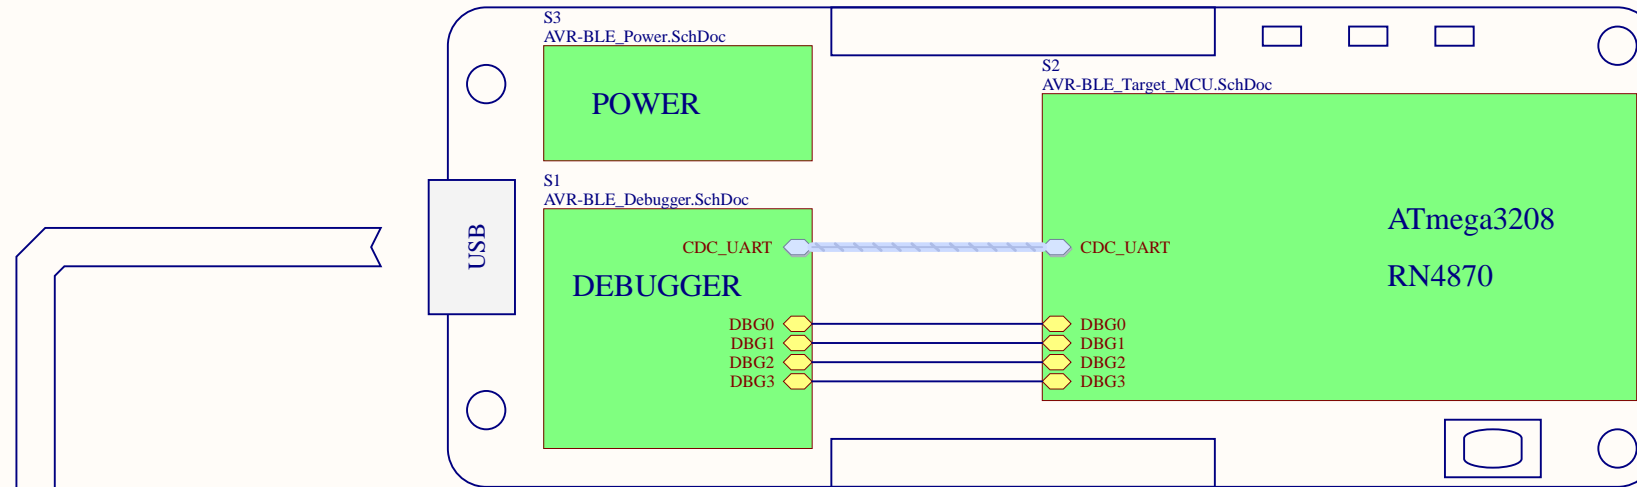 S3
AVR-BLE_Power.SchDoc
POWER
S2
AVR-BLE_Target_MCU.SchDoc
ATmega3208
RN4870
CDC_UART
DBG0
DBG1
DBG2
DBG3
S1
AVR-BLE_Debugger.SchDoc
CDC_UART
DEBUGGER
DBG0
DBG1
DBG2
DBG3
USB